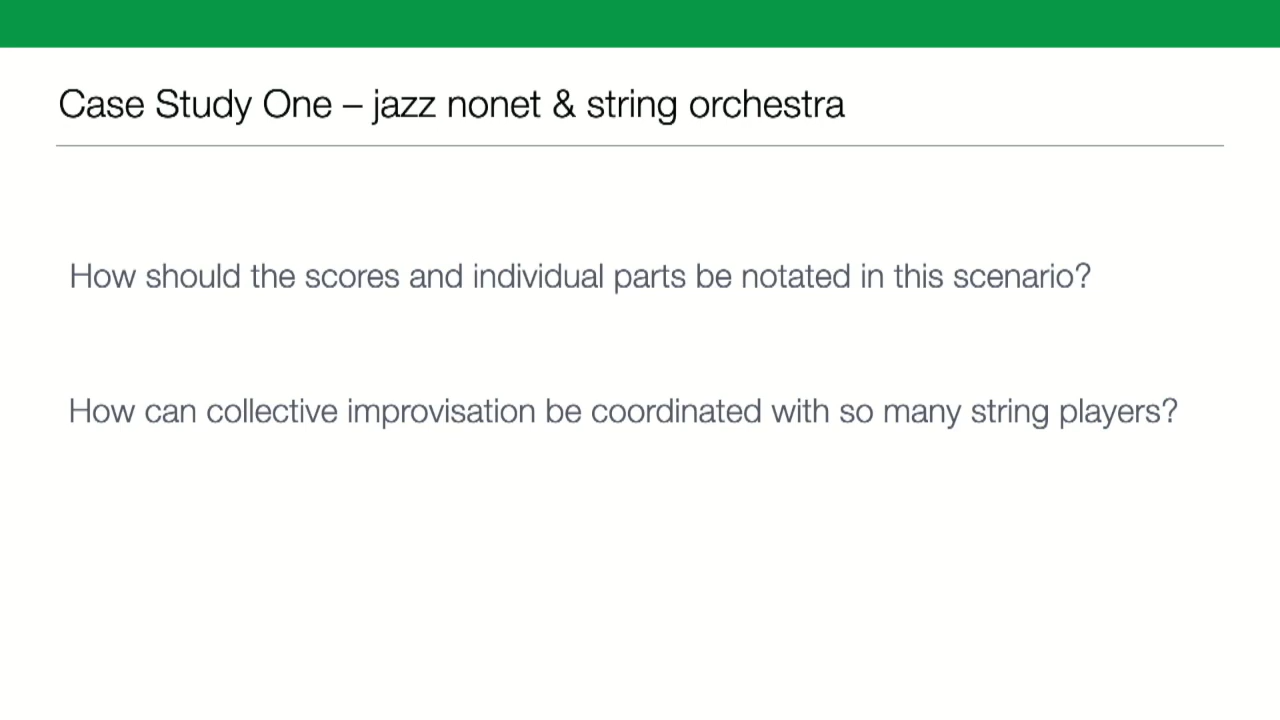 Case Study One – jazz nonet & string orchestra
How should the scores and individual parts be notated in this scenario?
How can collective improvisation be coordinated with so many string players?